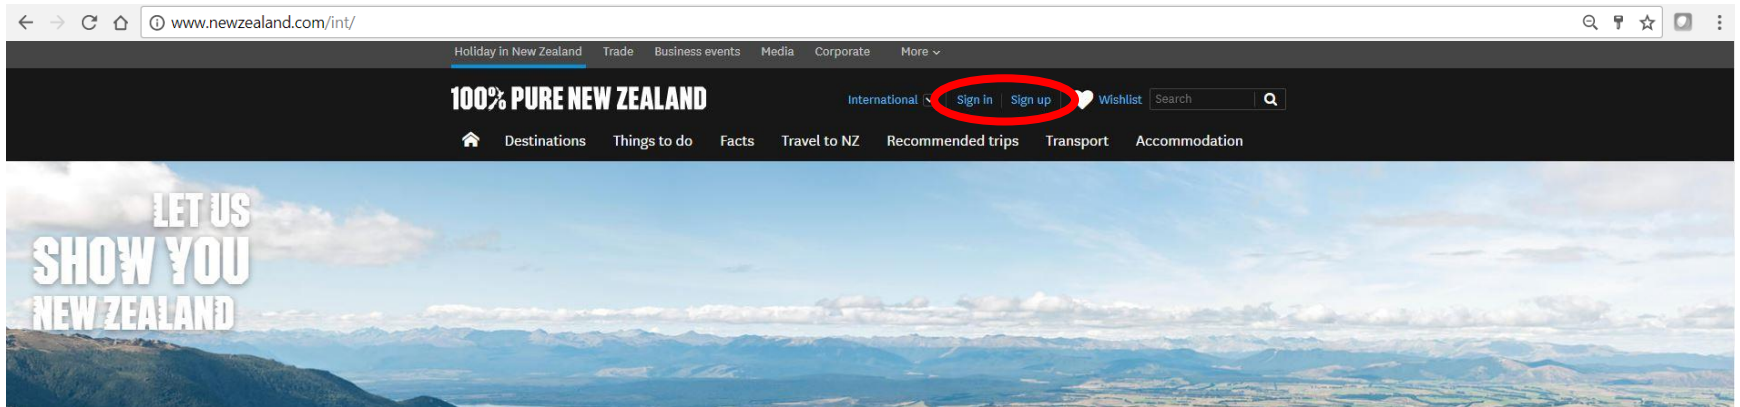 www.newzealand.com/int/
Holiday in New Zealand Trade Business events Media Corporate More
100% PURE NEW ZEALAND International Sign in Sign up Wishlist Search
Destinations Things to do Facts Travel to NZ Recommended trips Transport Accommodation
LET US
SHOW YOU
NEW ZEALAND